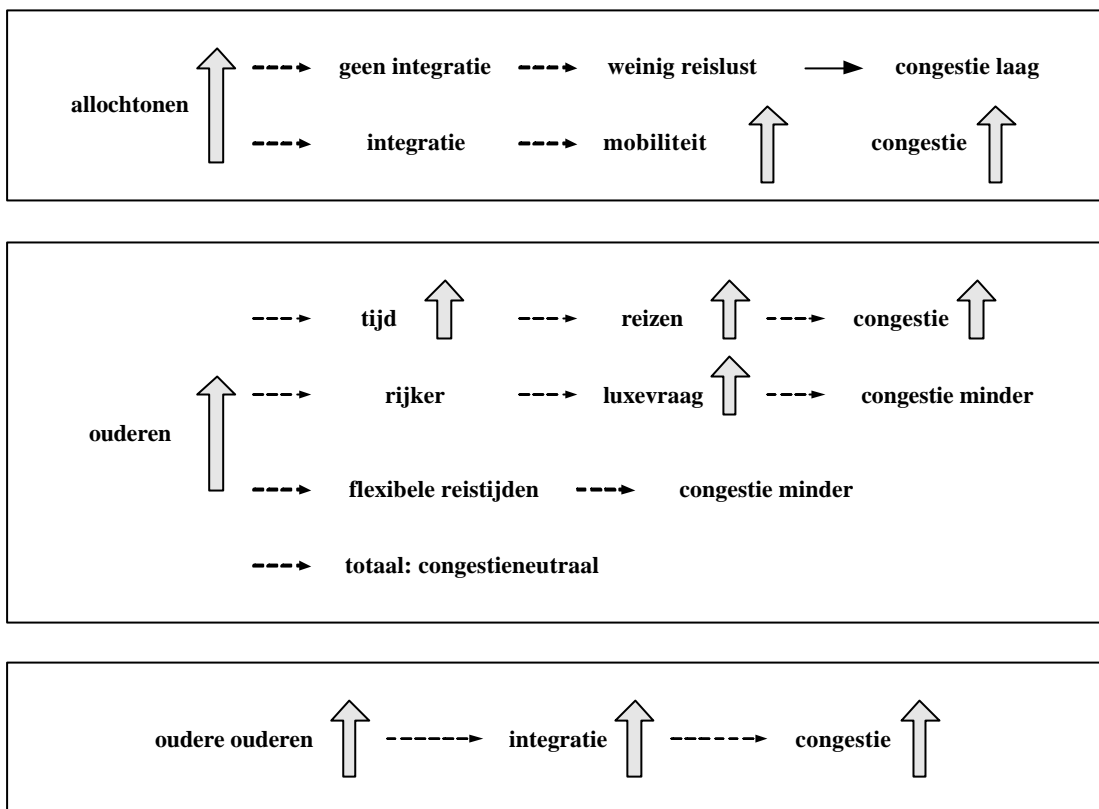 geen integratie weinig reislust congestie laag
allochtonen
integratie mobiliteit congestie
tijd reizen congestie
rijker luxevraag congestie minder
ouderen
flexibele reistijden congestie minder
totaal: congestieneutraal
oudere ouderen integratie congestie